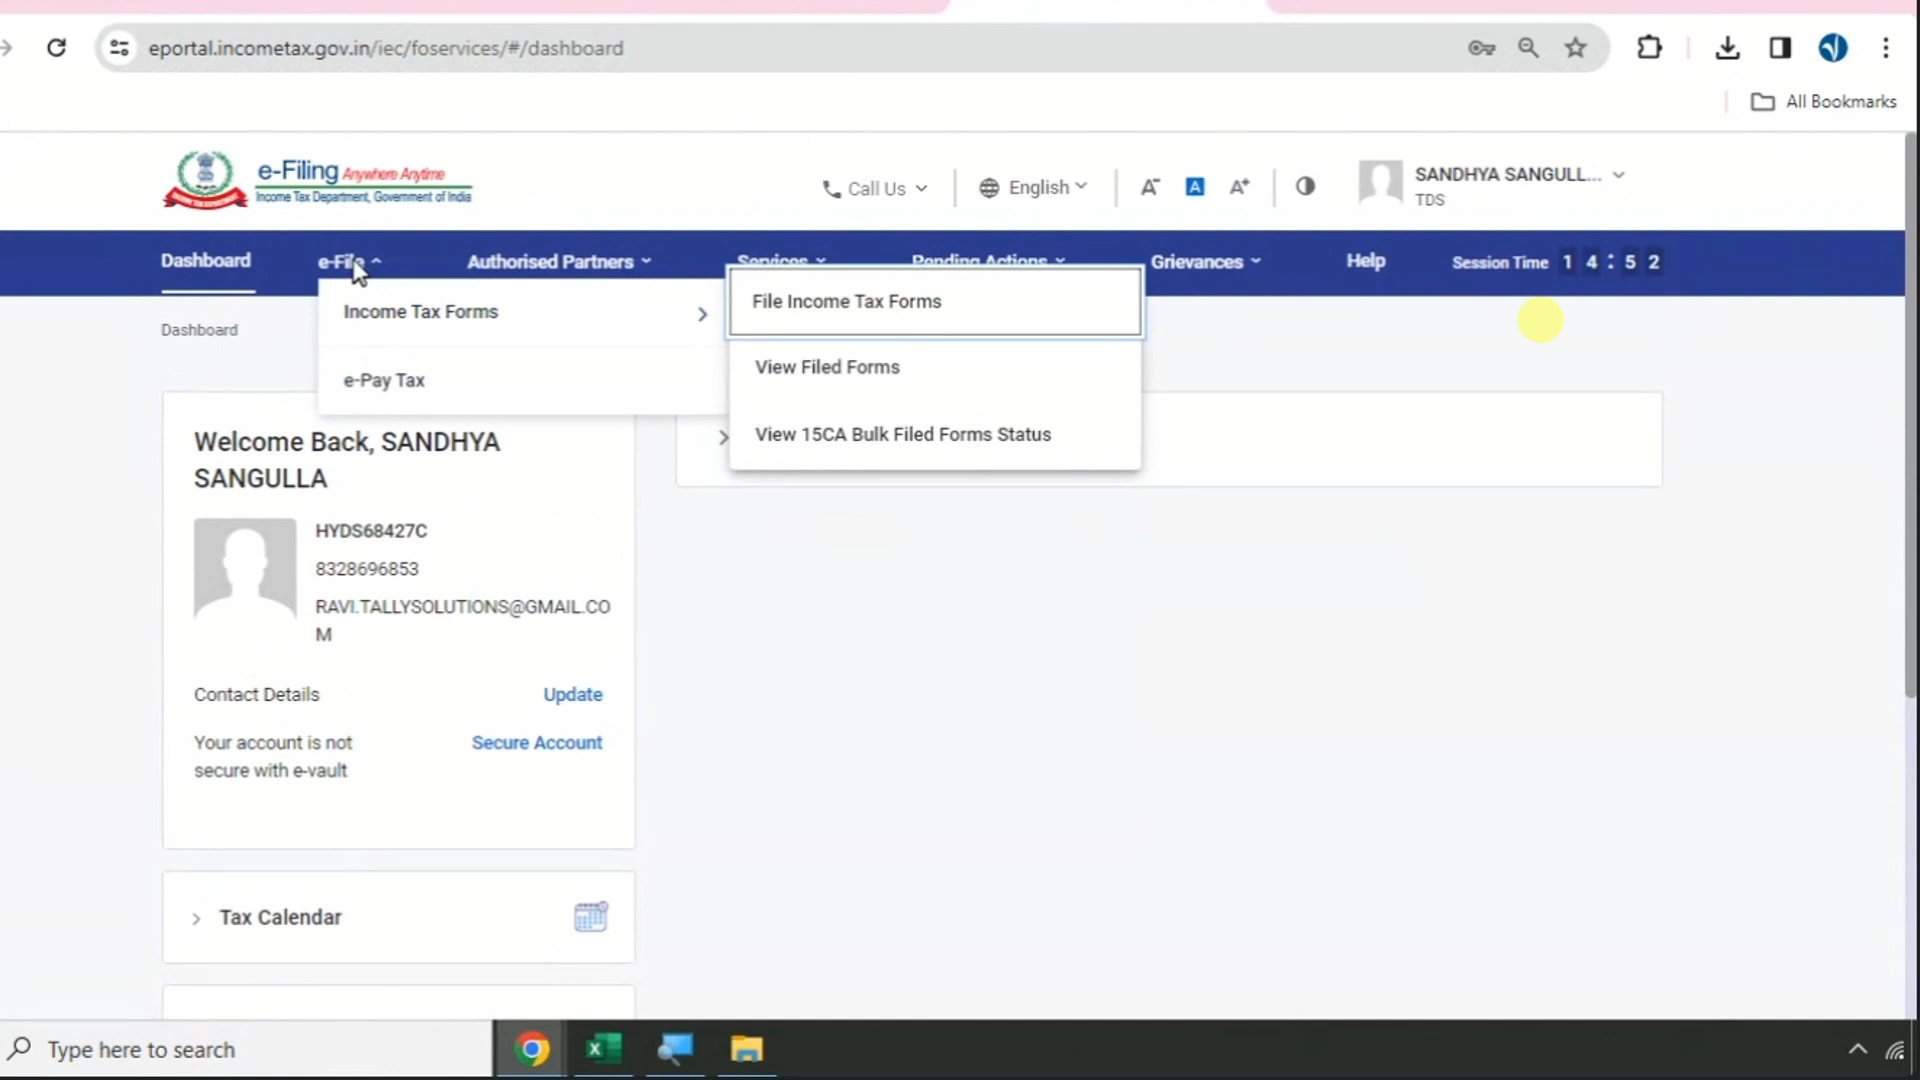 eportal.incometax.gov.in/iec/foservices/#/dashboard
All Bookmarks
e-Filing Anywhere Anytime
Income Tax Department, Government of India
Call Us
English
A-
A
A+
SANDHYA SANGULL...
TDS
Dashboard
e-File
Authorised Partners
Services
Pending Actions
Grievances
Help
Session Time 1 4 : 5 2
Income Tax Forms
e-Pay Tax
File Income Tax Forms
View Filed Forms
View 15CA Bulk Filed Forms Status
Dashboard
Welcome Back, SANDHYA
SANGULLA
HYDS68427C
8328696853
RAVI.TALLYSOLUTIONS@GMAIL.CO
M
Contact Details
Update
Your account is not
secure with e-vault
Secure Account
Tax Calendar
Type here to search